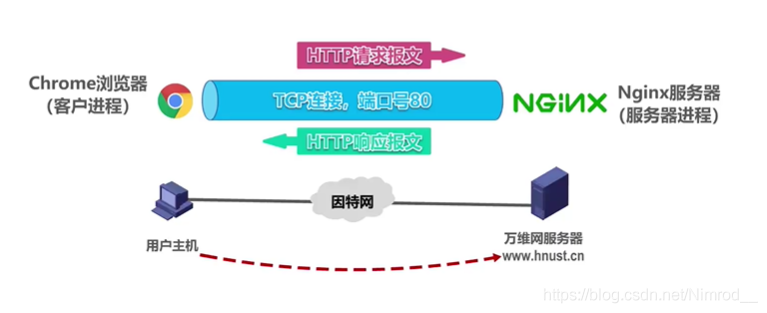 HTTP请求报文
Chrome浏览器
（客户进程）
TCP连接，端口号80
NGINX
Nginx服务器
（服务器进程）
HTTP响应报文
因特网
用户主机
万维网服务器
www.hnust.cn
https://blog.csdn.net/Nimrod__